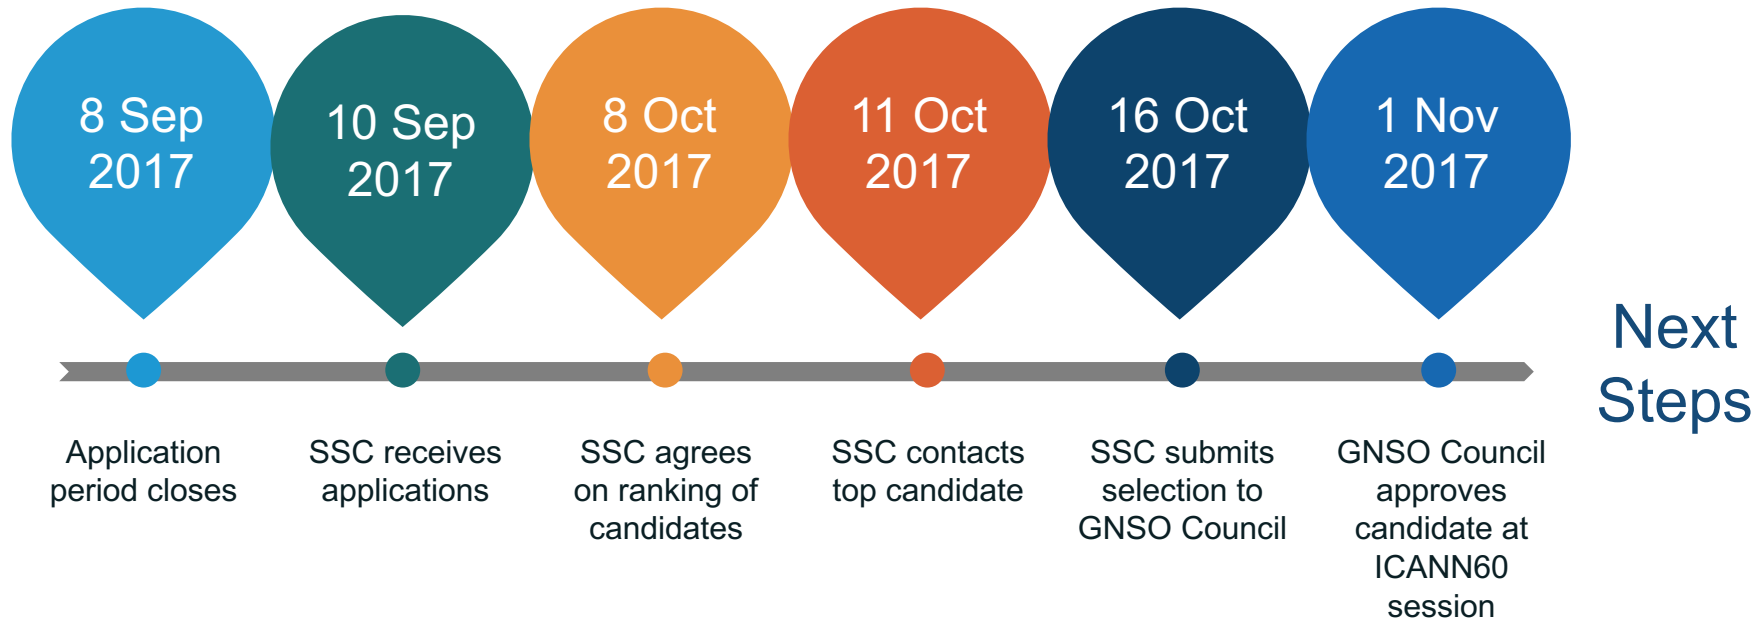 8 Sep
2017
10 Sep
2017
8 Oct
2017
11 Oct
2017
16 Oct
2017
1 Nov
2017
Next
Steps
Application
period closes
SSC receives
applications
SSC agrees
on ranking of
candidates
SSC contacts
top candidate
SSC submits
selection to
GNSO Council
GNSO Council
approves
candidate at
ICANN60
session